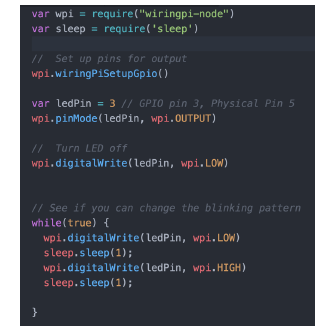 var wpi = require("wiringpi-node")
var sleep = require('sleep')
//  Set up pins for output
wpi.wiringPiSetupGpio()
var ledPin = 3 // GPIO pin 3, Physical Pin 5
wpi.pinMode(ledPin, wpi.OUTPUT)
//  Turn LED off
wpi.digitalWrite(ledPin, wpi.LOW)
// See if you can change the blinking pattern
while(true) {
  wpi.digitalWrite(ledPin, wpi.LOW)
  sleep.sleep(1);
  wpi.digitalWrite(ledPin, wpi.HIGH)
  sleep.sleep(1);
}